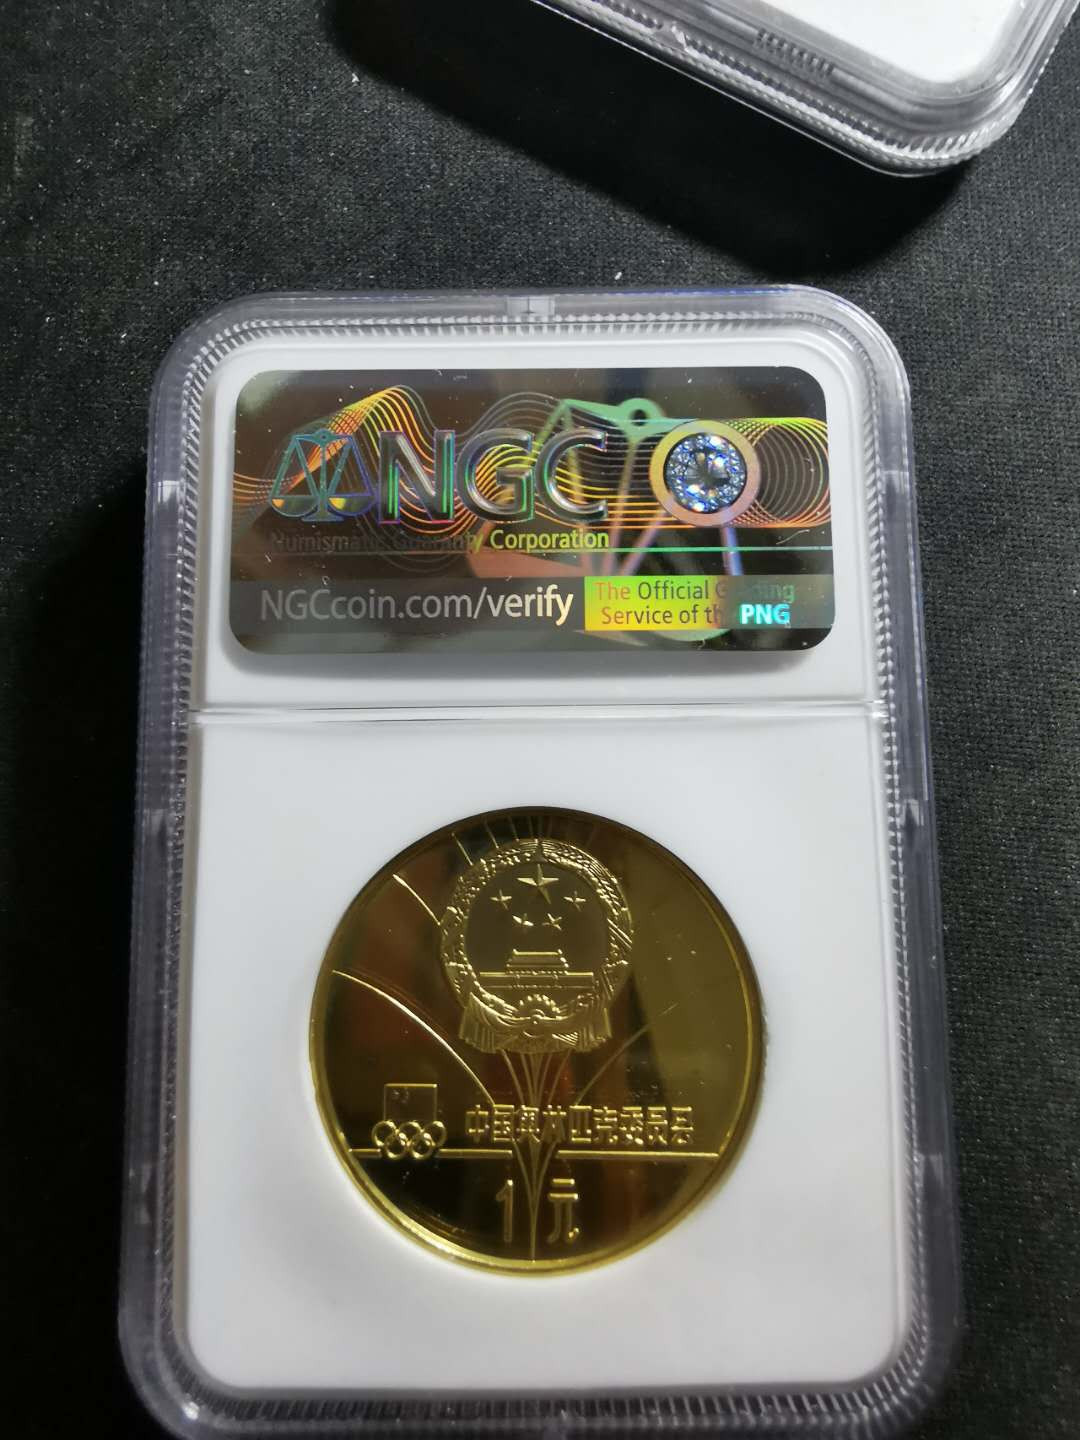 NGC
Numismatic Guaranty Corporation
NGCcoin.com/verify
The Official Grading
Service of the PNG
中国奥林匹克委员会
1元